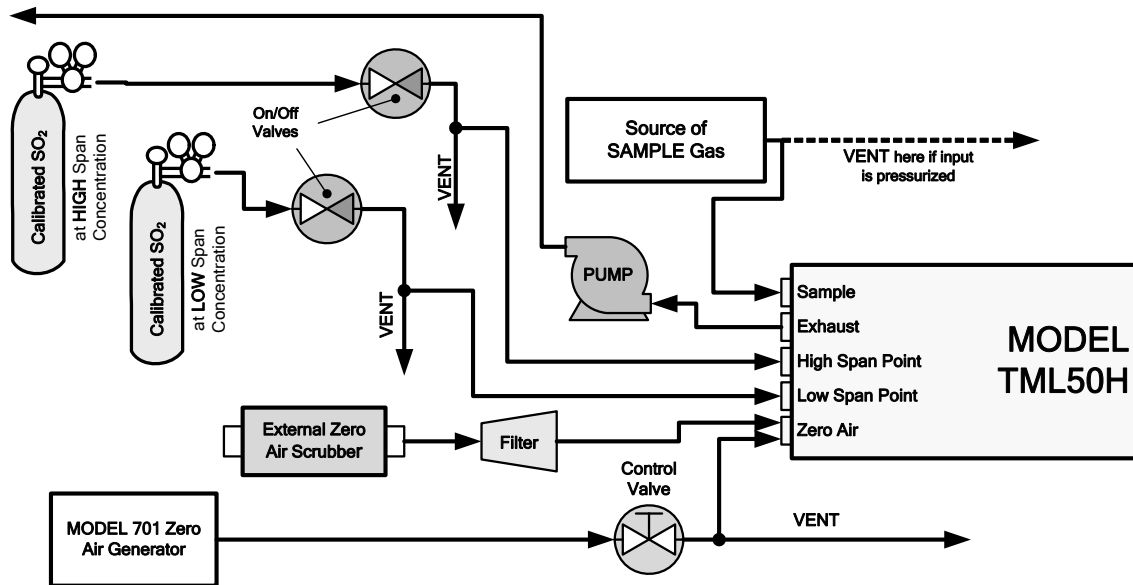 Calibrated SO₂
at HIGH Span
Concentration
Calibrated SO₂
at LOW Span
Concentration
On/Off
Valves
VENT
VENT
Source of
SAMPLE Gas
VENT here if input
is pressurized
PUMP
Sample
Exhaust
High Span Point
Low Span Point
Zero Air
MODEL
TML50H
External Zero
Air Scrubber
Filter
Control
Valve
MODEL 701 Zero
Air Generator
VENT